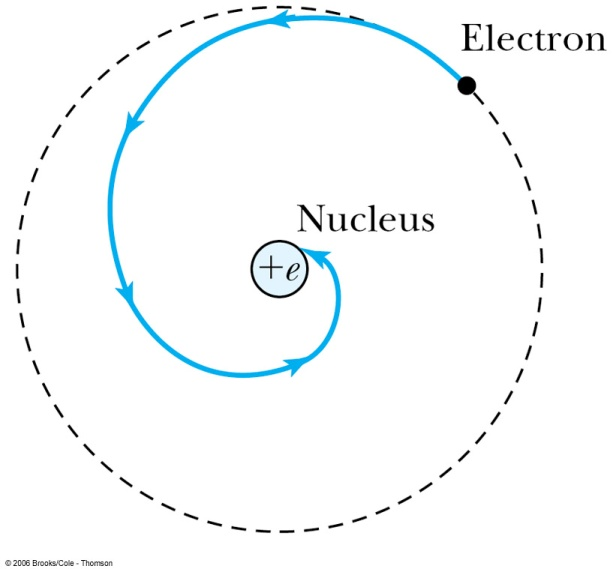 Electron
Nucleus
+e
© 2006 Brooks/Cole - Thomson